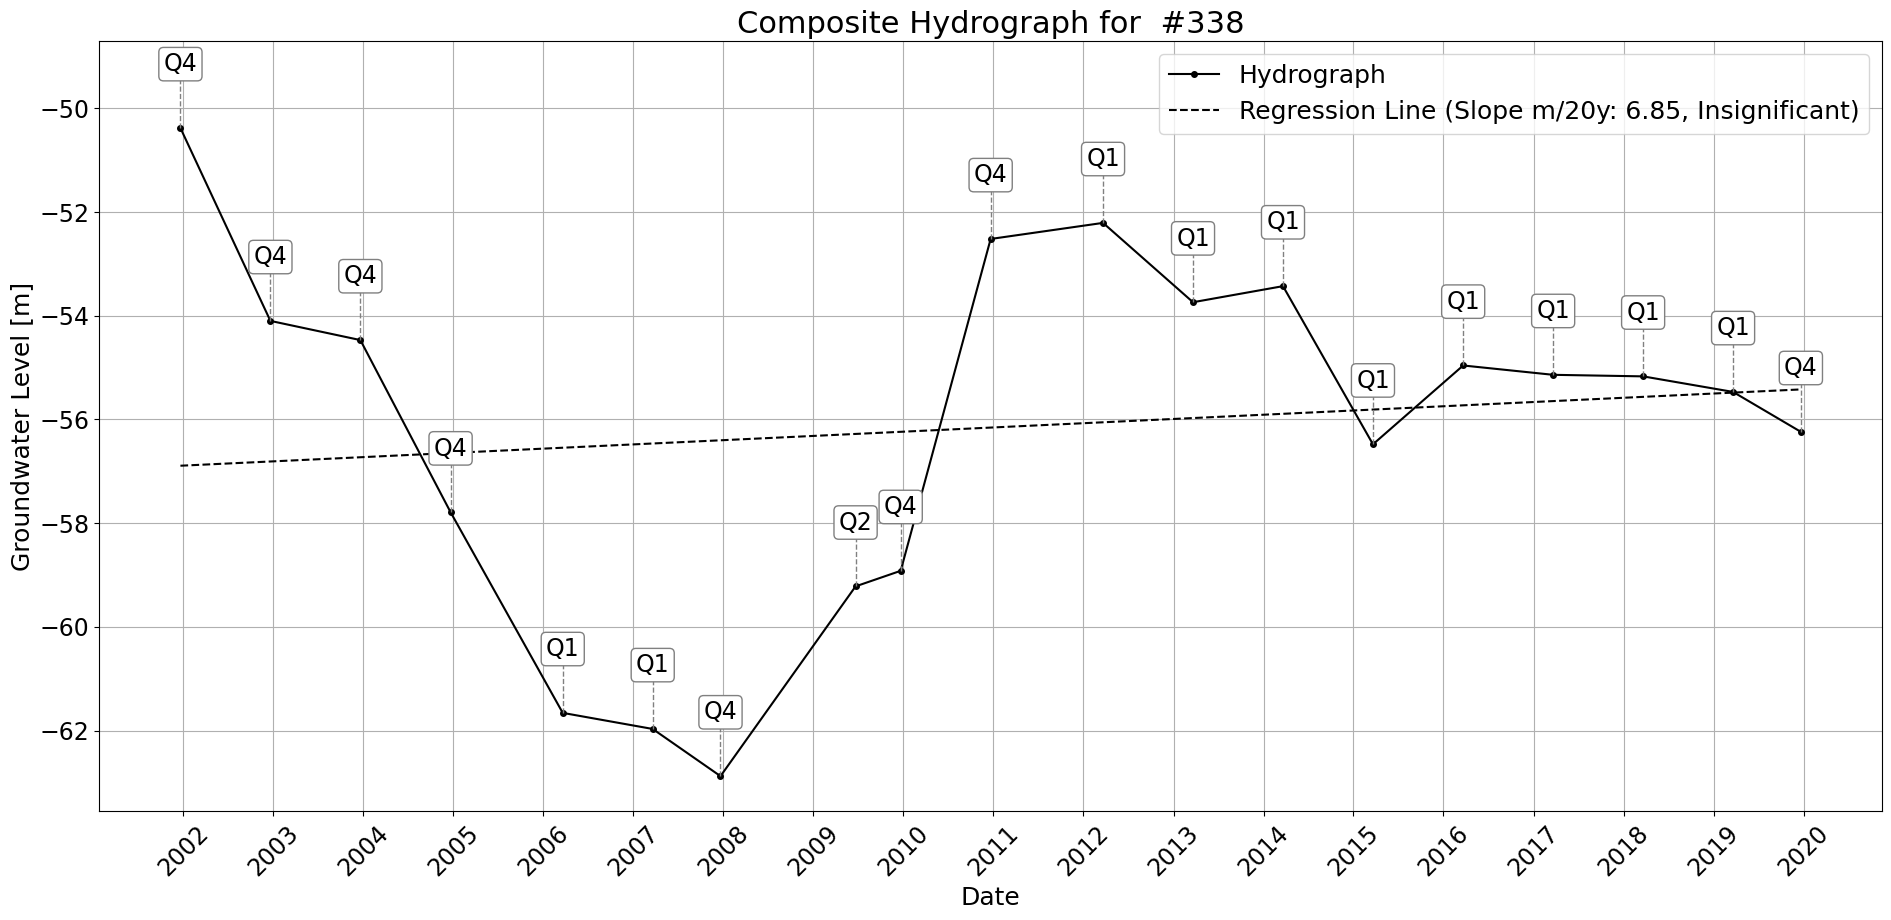 Composite Hydrograph for  #338
Hydrograph
Regression Line (Slope m/20y: 6.85, Insignificant)
Groundwater Level [m]
−50
−52
−54
−56
−58
−60
−62
Q4
Q4
Q4
Q4
Q1
Q1
Q4
Q2
Q4
Q4
Q1
Q1
Q1
Q1
Q1
Q1
Q1
Q1
Q4
2002
2003
2004
2005
2006
2007
2008
2009
2010
2011
2012
2013
2014
2015
2016
2017
2018
2019
2020
Date